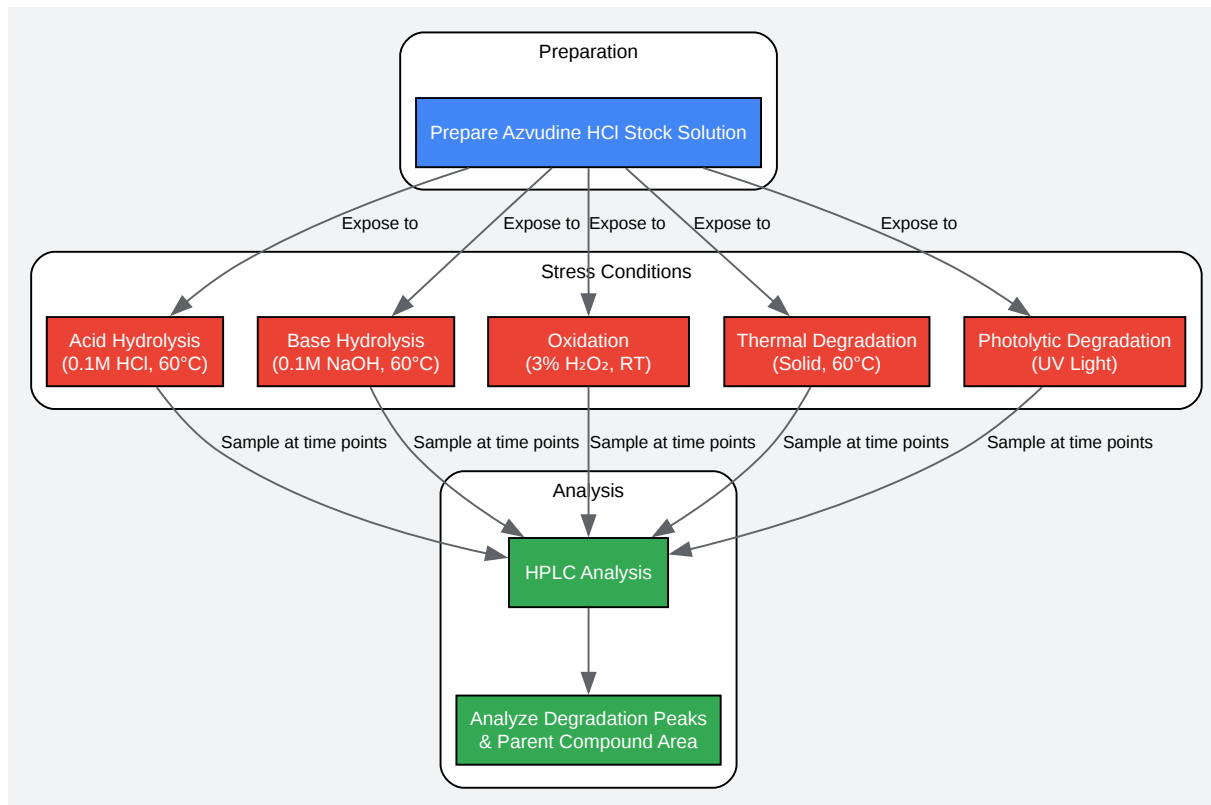 Preparation
Prepare Azvudine HCl Stock Solution
Expose to
Expose to
Expose to
Expose to
Expose to
Stress Conditions
Acid Hydrolysis
(0.1M HCl, 60°C)
Base Hydrolysis
(0.1M NaOH, 60°C)
Oxidation
(3% H₂O₂, RT)
Thermal Degradation
(Solid, 60°C)
Photolytic Degradation
(UV Light)
Sample at time points
Sample at time points
Sample at time points
Sample at time points
Sample at time points
Analysis
HPLC Analysis
Analyze Degradation Peaks
& Parent Compound Area